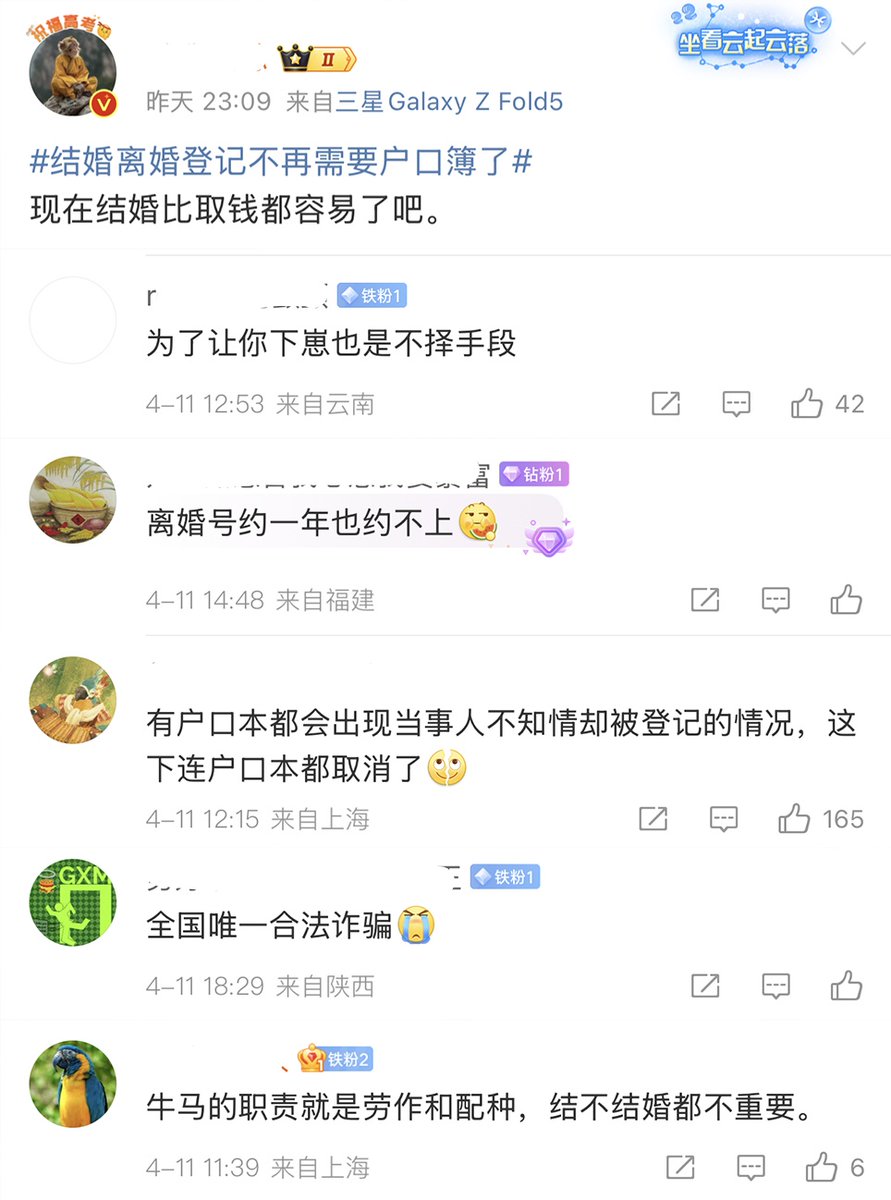 祝福高考
II
22
坐看云起云落
昨天 23:09 来自三星Galaxy Z Fold5
#结婚离婚登记不再需要户口簿了#
现在结婚比取钱都容易了吧。
r
铁粉1
为了让你下崽也是不择手段
4-11 12:53 来自云南
42
富
钻粉1
离婚号约一年也约不上
4-11 14:48 来自福建
有户口本都会出现当事人不知情却被登记的情况，这
下连户口本都取消了
4-11 12:15 来自上海
165
GXM
铁粉1
全国唯一合法诈骗
4-11 18:29 来自陕西
铁粉2
牛马的职责就是劳作和配种，结不结婚都不重要。
4-11 11:39 来自上海
6